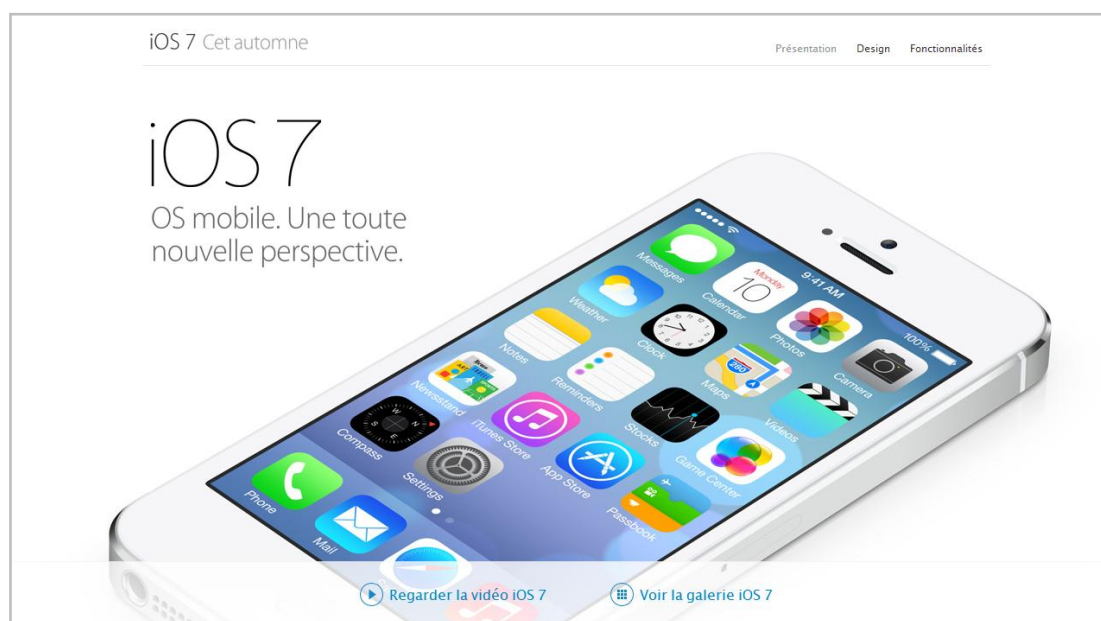 iOS 7 Cet automne
Présentation Design Fonctionnalités
iOS 7
OS mobile. Une toute
nouvelle perspective.
9:41 AM
100%
Messages
Monday
10
Calendar
Photos
Camera
Weather
12
Clock
280
Maps
Videos
Notes
Reminders
Stocks
Game Center
Newsstand
iTunes Store
App Store
Passbook
N
W
E
S
Compass
Settings
Phone
Mail
Regarder la vidéo iOS 7
Voir la galerie iOS 7